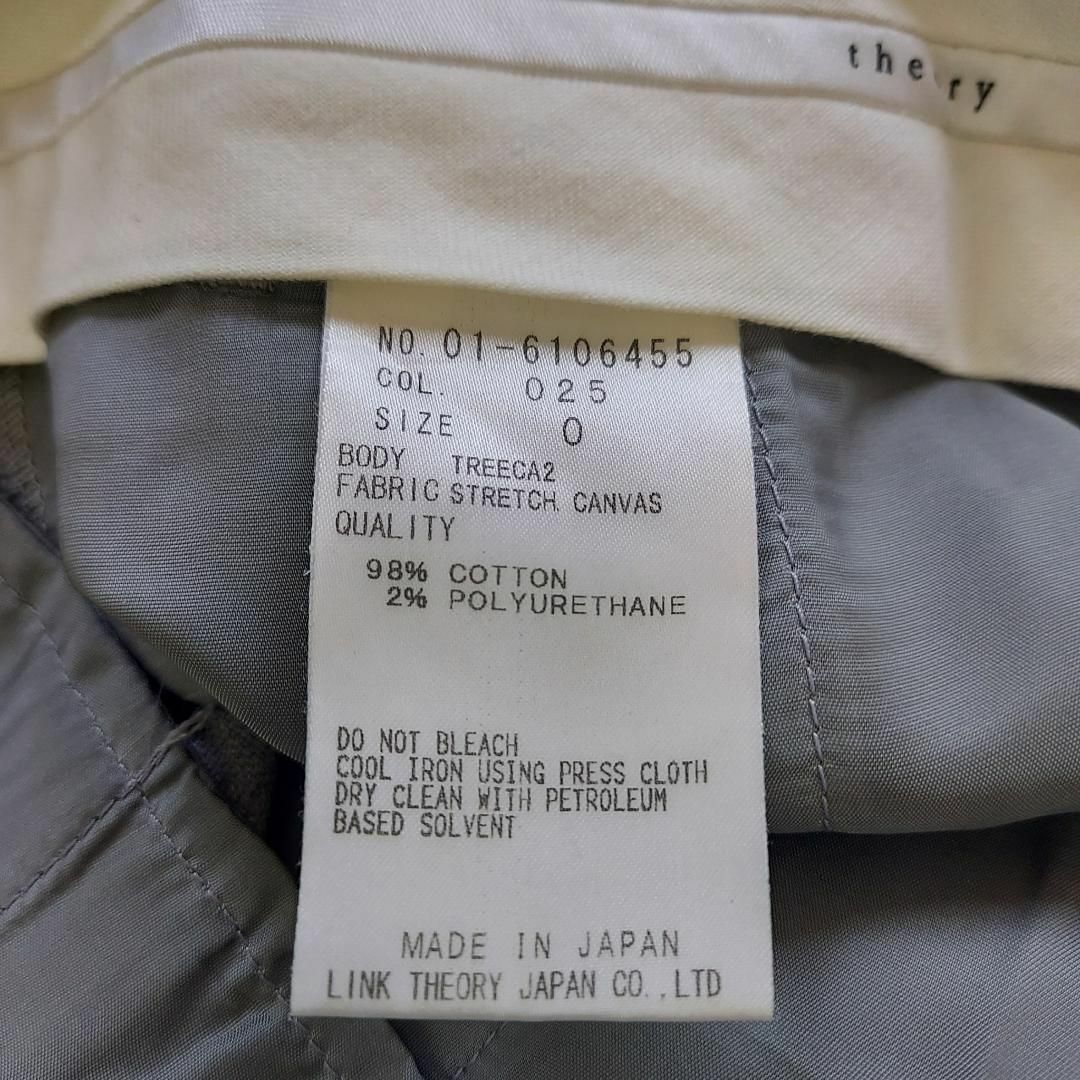 theory
NO. 01-6106455
COL. 025
SIZE 0
BODY TREECA2
FABRIC STRETCH CANVAS
QUALITY
98% COTTON
2% POLYURETHANE
DO NOT BLEACH
COOL IRON USING PRESS CLOTH
DRY CLEAN WITH PETROLEUM
BASED SOLVENT
MADE IN JAPAN
LINK THEORY JAPAN CO.,LTD